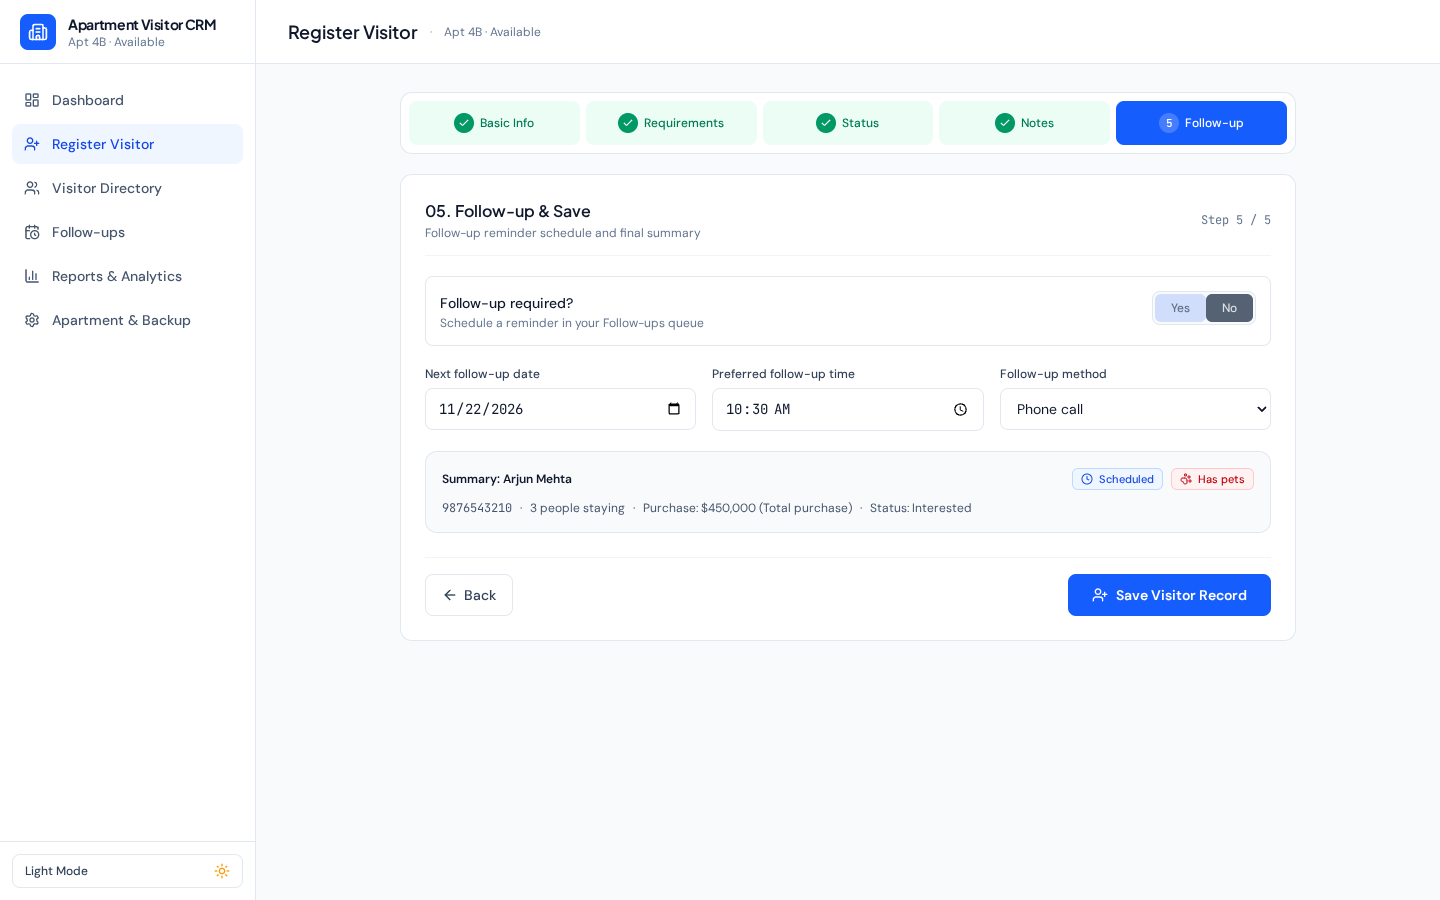 Apartment Visitor CRM
Apt 4B · Available
Dashboard
Register Visitor
Visitor Directory
Follow-ups
Reports & Analytics
Apartment & Backup
Light Mode
Register Visitor · Apt 4B · Available
Basic Info
Requirements
Status
Notes
5 Follow-up
05. Follow-up & Save
Follow-up reminder schedule and final summary
Step 5 / 5
Follow-up required?
Schedule a reminder in your Follow-ups queue
Yes No
Next follow-up date
11/22/2026
Preferred follow-up time
10:30 AM
Follow-up method
Phone call
Summary: Arjun Mehta
Scheduled
Has pets
9876543210 · 3 people staying · Purchase: $450,000 (Total purchase) · Status: Interested
Back
Save Visitor Record